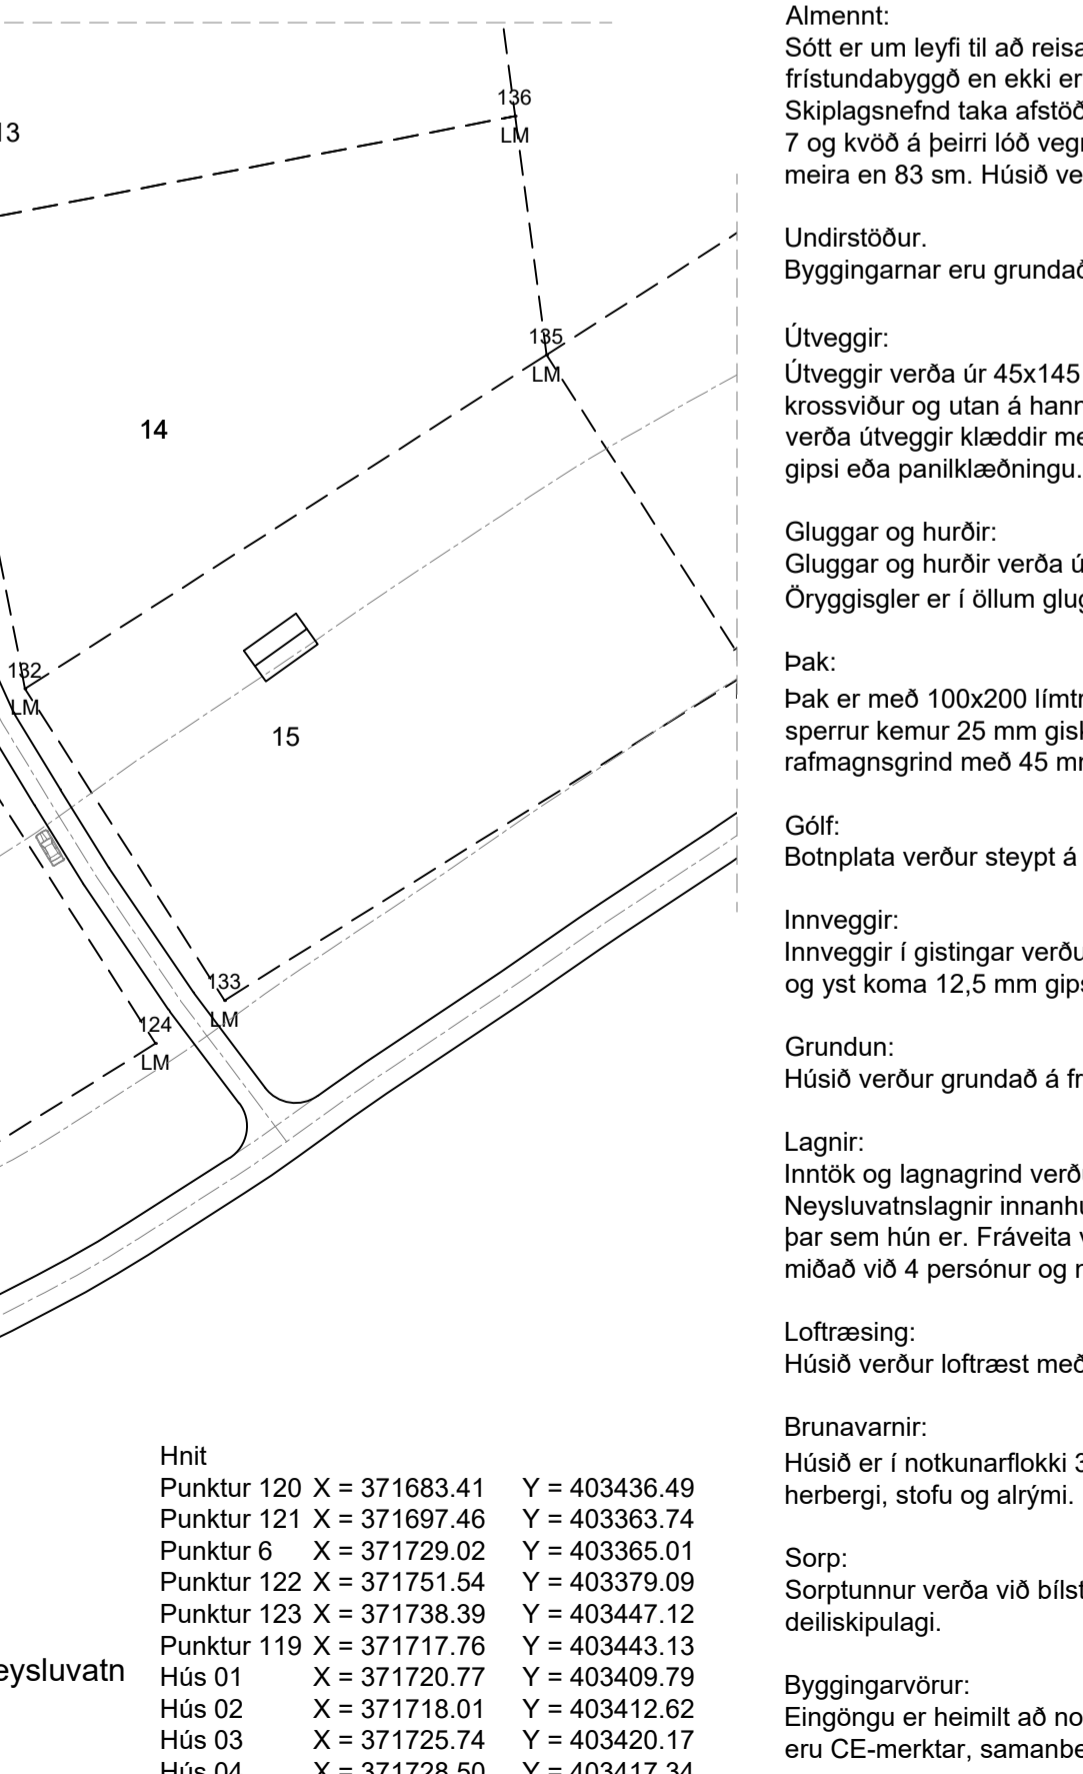 13
136
LM
135
LM
14
132
LM
15
133
LM
124
LM
eysluvatn
Hnit
Punktur 120 X = 371683.41 Y = 403436.49
Punktur 121 X = 371697.46 Y = 403363.74
Punktur 6 X = 371729.02 Y = 403365.01
Punktur 122 X = 371751.54 Y = 403379.09
Punktur 123 X = 371738.39 Y = 403447.12
Punktur 119 X = 371717.76 Y = 403443.13
Hús 01 X = 371720.77 Y = 403409.79
Hús 02 X = 371718.01 Y = 403412.62
Hús 03 X = 371725.74 Y = 403420.17
Hús 04 X = 371728.50 Y = 403417.34
Almennt:
Sótt er um leyfi til að reisa
frístundabyggð en ekki er
Skiplagsnefnd taka afstöð
7 og kvöð á þeirri lóð vegn
meira en 83 sm. Húsið ve
Undirstöður.
Byggingarnar eru grundað
Útveggir:
Útveggir verða úr 45x145
krossviður og utan á hann
verða útveggir klæddir me
gipsi eða panilklæðningu.
Gluggar og hurðir:
Gluggar og hurðir verða ú
Öryggisgler er í öllum glug
Þak:
Þak er með 100x200 límtr
sperrur kemur 25 mm gisk
rafmagnsgrind með 45 mm
Gólf:
Botnplata verður steypt á
Innveggir:
Innveggir í gistingar verðu
og yst koma 12,5 mm gips
Grundun:
Húsið verður grundað á fr
Lagnir:
Inntök og lagnagrind verðu
Neysluvatnslagnir innanhu
þar sem hún er. Fráveita v
miðað við 4 persónur og r
Loftræsing:
Húsið verður loftræst með
Brunavarnir:
Húsið er í notkunarflokki 3
herbergi, stofu og alrými.
Sorp:
Sorptunnur verða við bílst
deiliskipulagi.
Byggingarvörur:
Eingöngu er heimilt að no
eru CE-merktar, samanbe